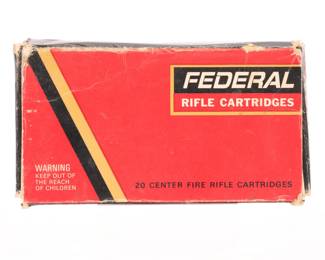 FEDERAL
RIFLE CARTRIDGES
WARNING
KEEP OUT OF
THE REACH
OF CHILDREN
20 CENTER FIRE RIFLE CARTRIDGES